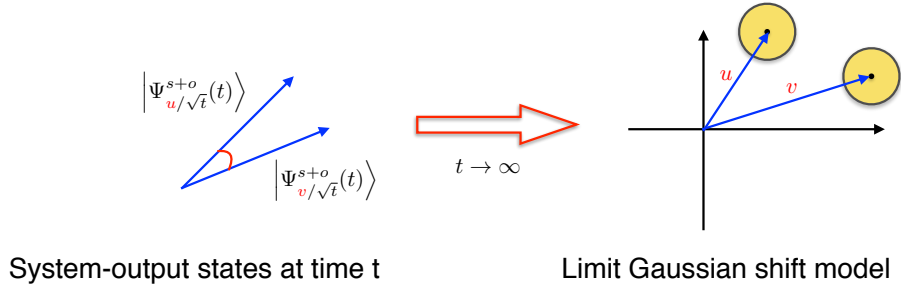 |Ψ^{s+o}_{u/√t}(t)⟩
|Ψ^{s+o}_{v/√t}(t)⟩
t → ∞
u
v
System-output states at time t
Limit Gaussian shift model